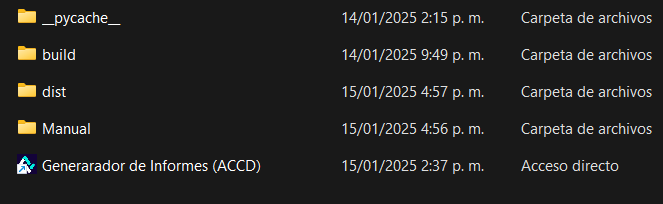 __pycache__ 14/01/2025 2:15 p. m. Carpeta de archivos
build 14/01/2025 9:49 p. m. Carpeta de archivos
dist 15/01/2025 4:57 p. m. Carpeta de archivos
Manual 15/01/2025 4:56 p. m. Carpeta de archivos
Generarador de Informes (ACCD) 15/01/2025 2:37 p. m. Acceso directo